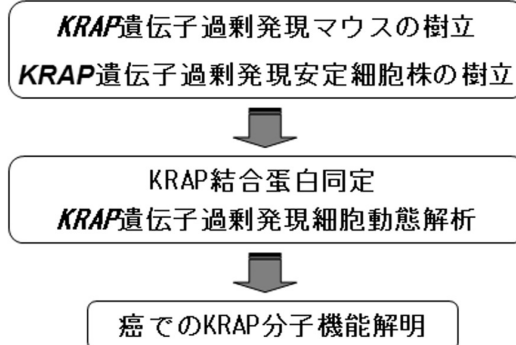 KRAP遺伝子過剰発現マウスの樹立
KRAP遺伝子過剰発現安定細胞株の樹立
KRAP結合蛋白同定
KRAP遺伝子過剰発現細胞動態解析
癌でのKRAP分子機能解明